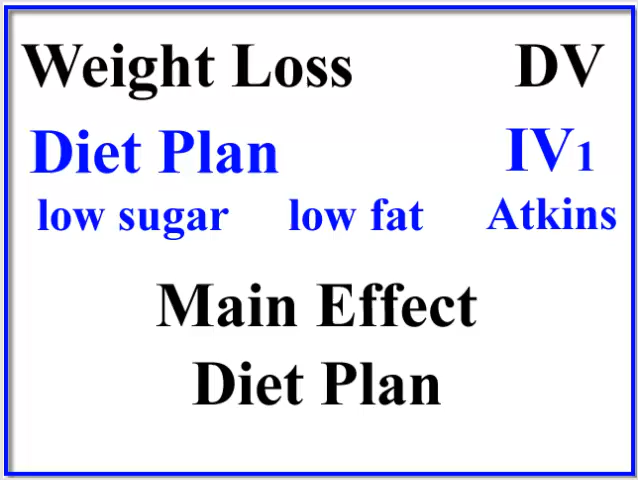 Weight Loss DV
Diet Plan IV1
low sugar low fat Atkins
Main Effect
Diet Plan